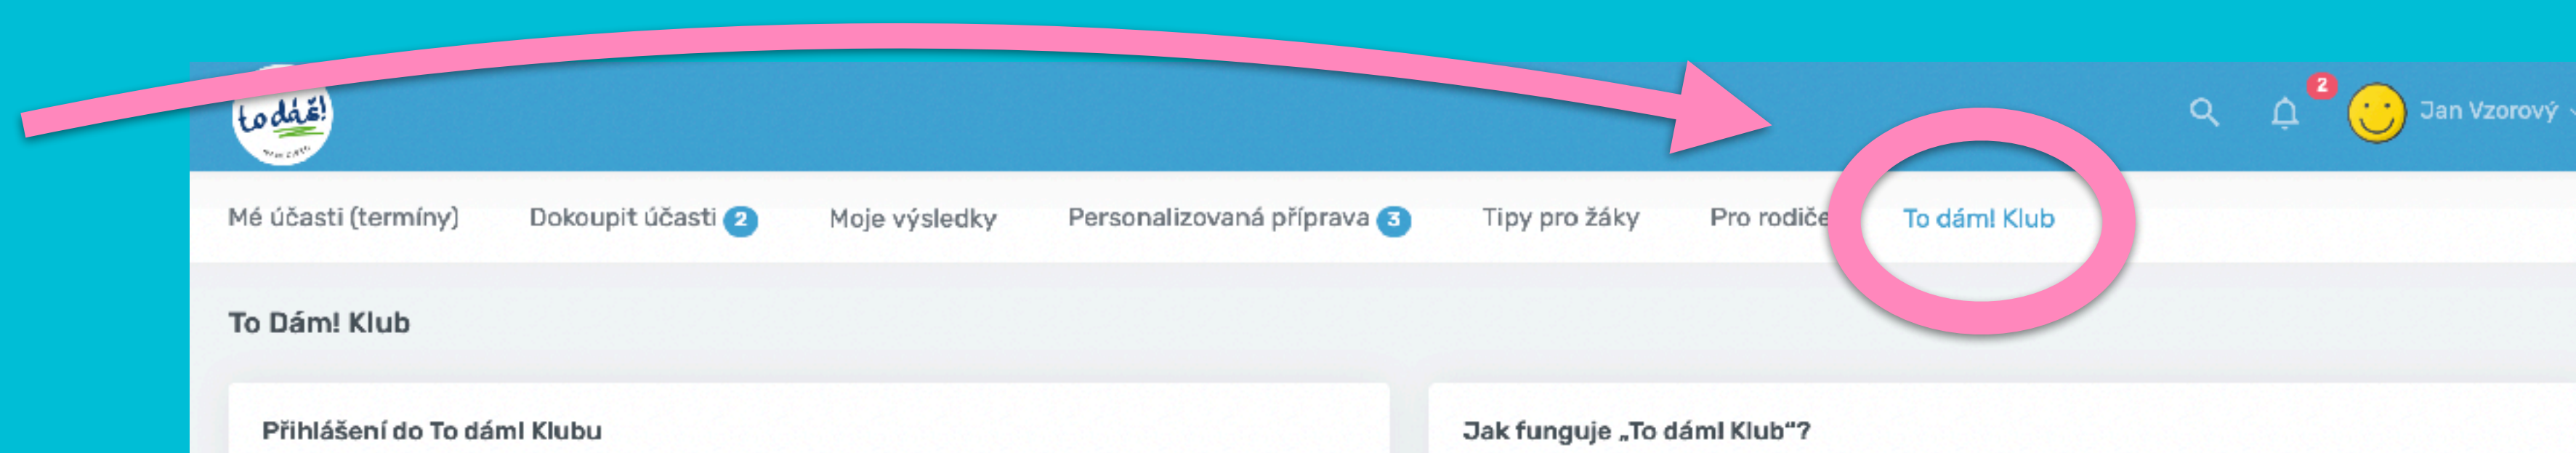 to dáš!
2
Jan Vzorový
Mé účasti (termíny) Dokoupit účasti 2 Moje výsledky Personalizovaná příprava 3 Tipy pro žáky Pro rodiče To dám! Klub
To Dám! Klub
Přihlášení do To dám! Klubu
Jak funguje „To dám! Klub“?